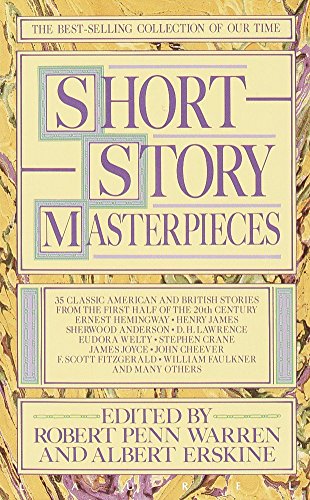 THE BEST-SELLING COLLECTION OF OUR TIME
SHORT
STORY
MASTERPIECES
35 CLASSIC AMERICAN AND BRITISH STORIES
FROM THE FIRST HALF OF THE 20TH CENTURY
ERNEST HEMINGWAY • HENRY JAMES
SHERWOOD ANDERSON • D.H. LAWRENCE
EUDORA WELTY • STEPHEN CRANE
JAMES JOYCE • JOHN CHEEVER
F. SCOTT FITZGERALD • WILLIAM FAULKNER
AND MANY OTHERS
EDITED BY
ROBERT PENN WARREN
AND ALBERT ERSKINE